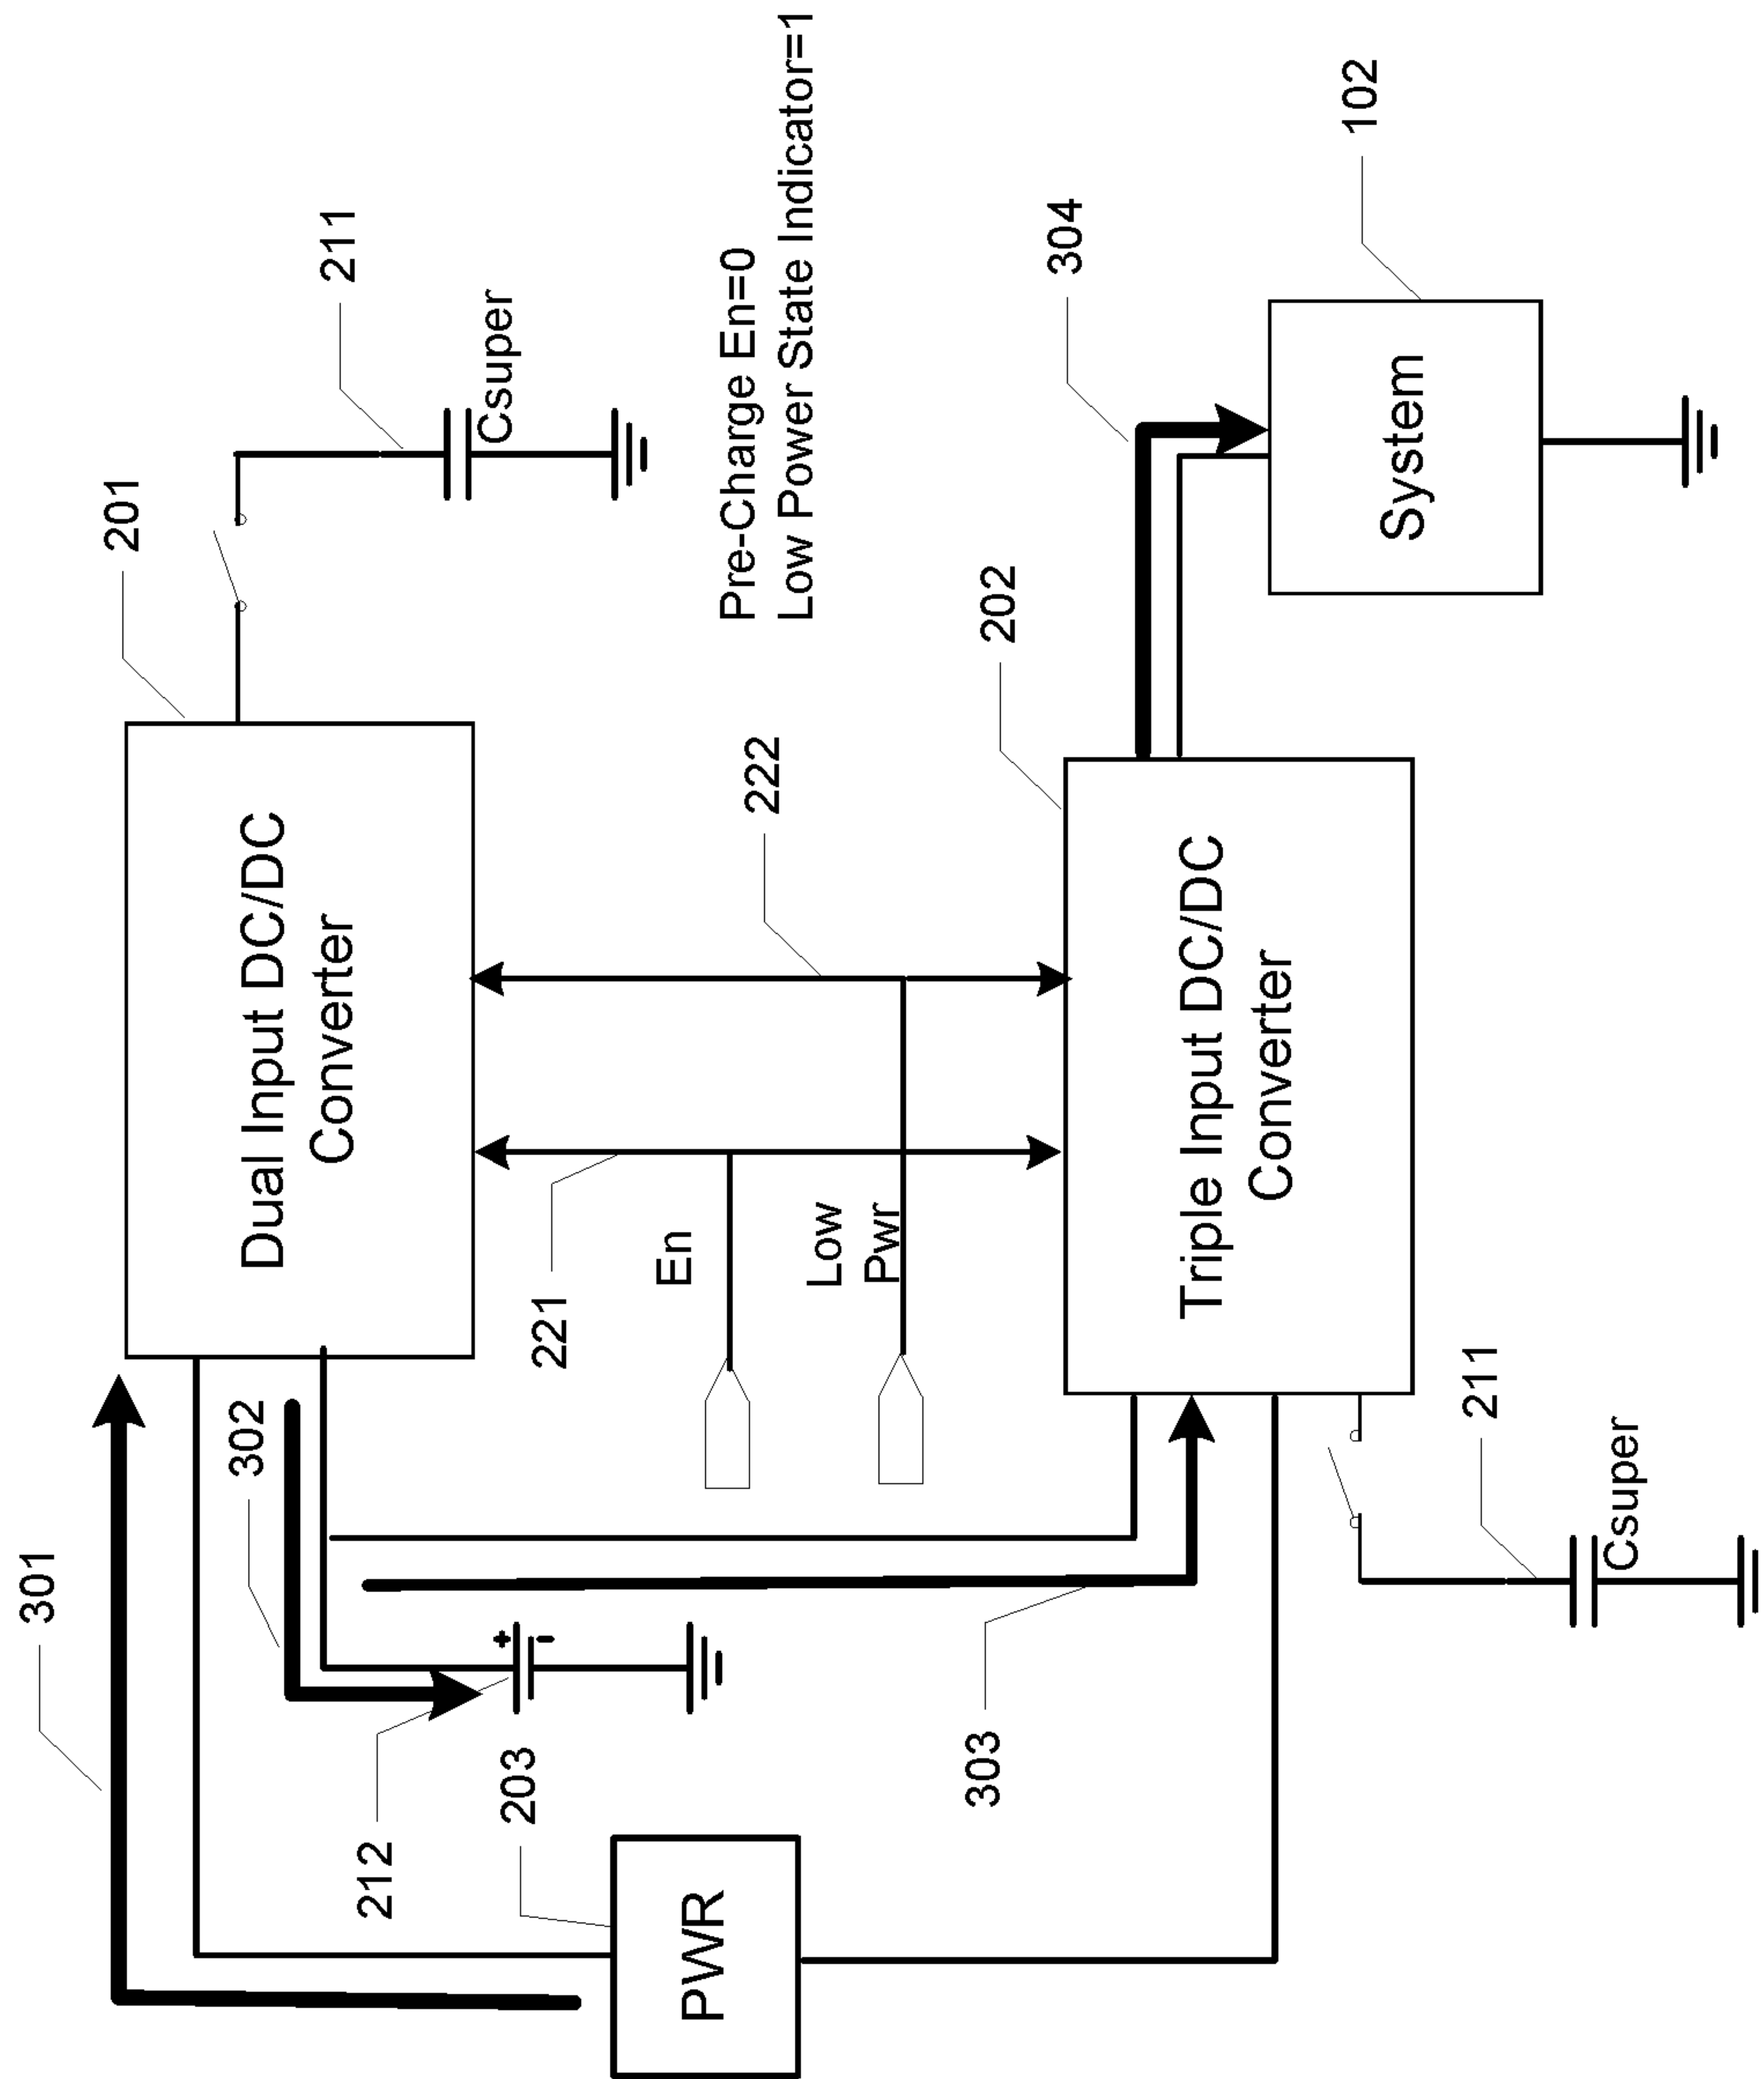 301
302
212
203
PWR
303
Dual Input DC/DC
Converter
201
211
Csuper
221
222
En
Low
Pwr
Pre-Charge En=0
Low Power State Indicator=1
202
Triple Input DC/DC
Converter
211
Csuper
304
System
102